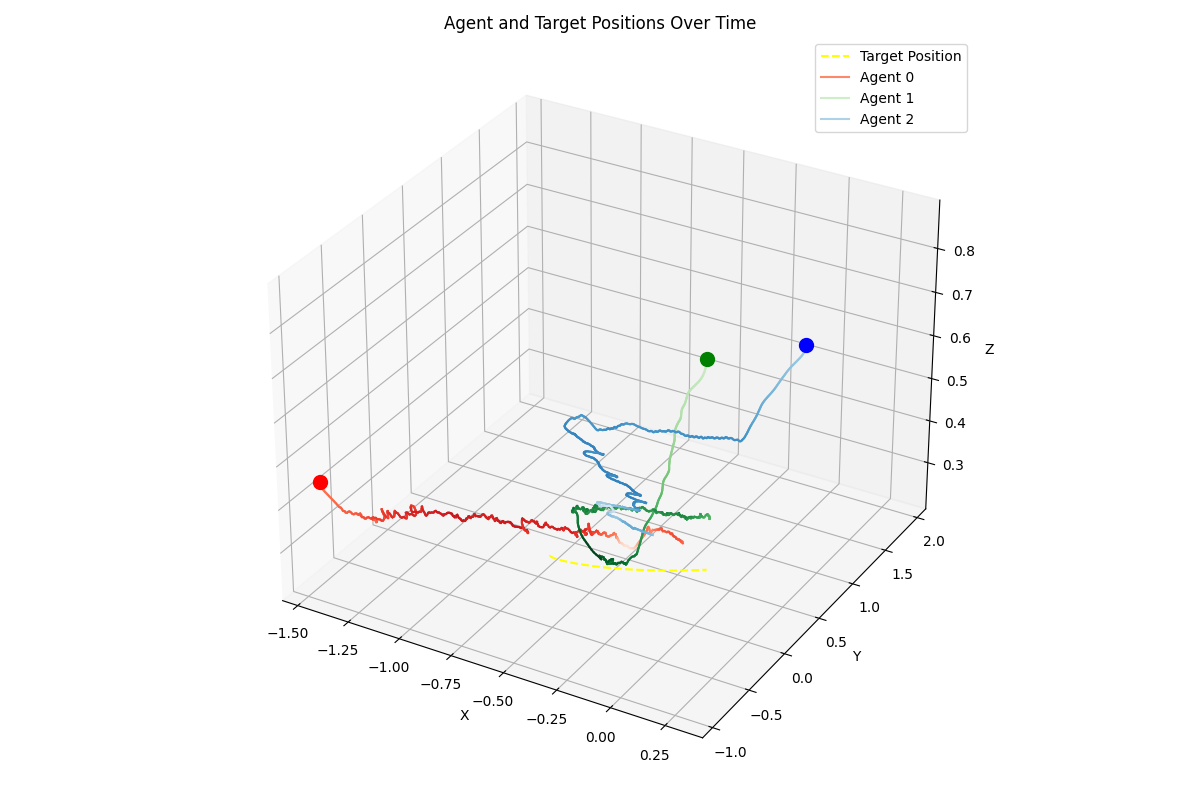 Agent and Target Positions Over Time
Target Position
Agent 0
Agent 1
Agent 2
0.8
0.7
0.6
0.5
0.4
0.3
Z
2.0
1.5
1.0
0.5
0.0
−0.5
−1.0
Y
−1.50
−1.25
−1.00
−0.75
−0.50
−0.25
0.00
0.25
X